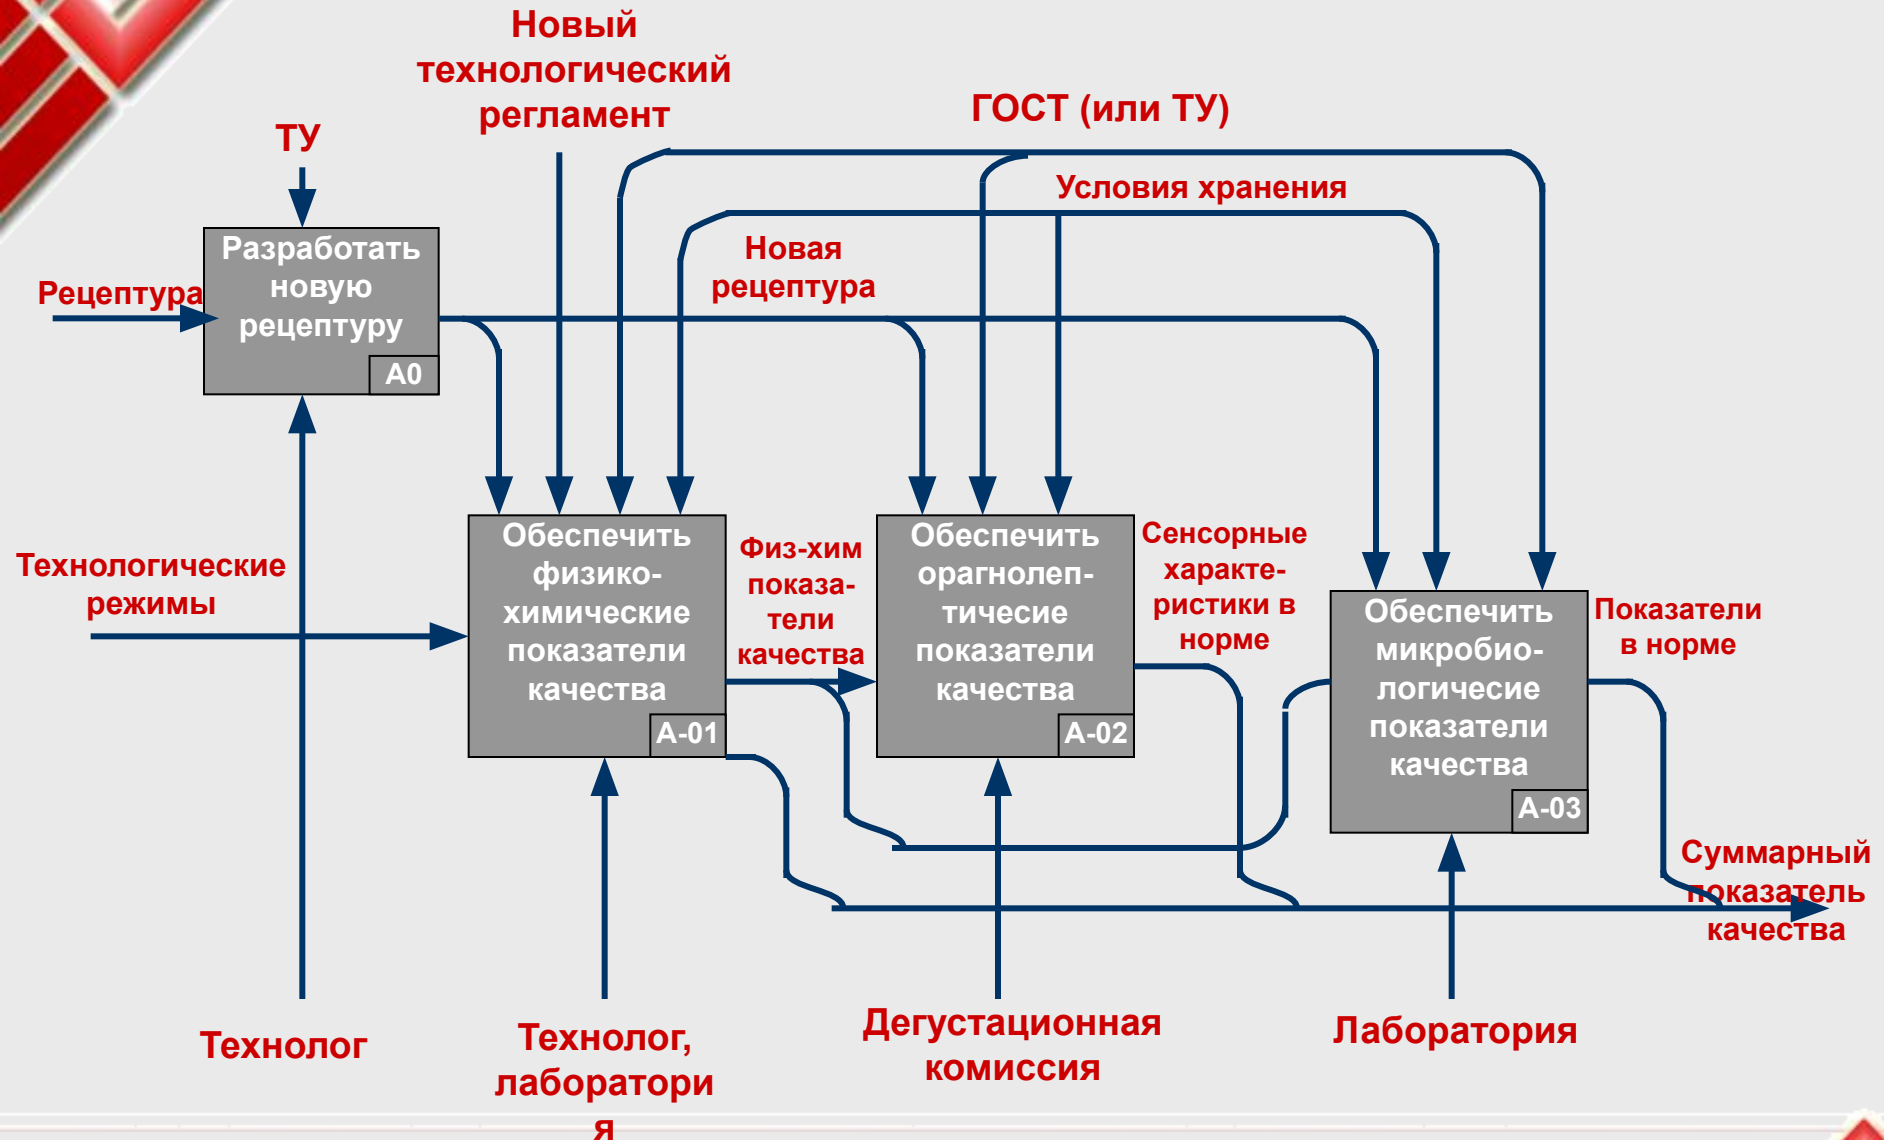 Новый
технологический
регламент
ГОСТ (или ТУ)
ТУ
Условия хранения
Разработать
новую
рецептуру
А0
Новая
рецептура
Рецептура
Обеспечить
физико-
химические
показатели
качества
А-01
Физ-хим
показа-
тели
качества
Обеспечить
орагнолеп-
тичесие
показатели
качества
А-02
Сенсорные
характе-
ристики в
норме
Технологические
режимы
Обеспечить
микробио-
логичесие
показатели
качества
А-03
Показатели
в норме
Суммарный
показатель
качества
Технолог
Технолог,
лаборатори
я
Дегустационная
комиссия
Лаборатория